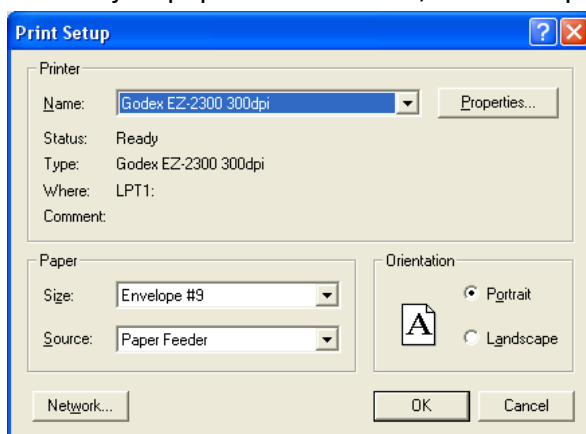 Print Setup
Printer
Name: Godex EZ-2300 300dpi Properties...
Status: Ready
Type: Godex EZ-2300 300dpi
Where: LPT1:
Comment:
Paper
Orientation
Size: Envelope #9
Portrait
A
Source: Paper Feeder
Landscape
Network... OK Cancel